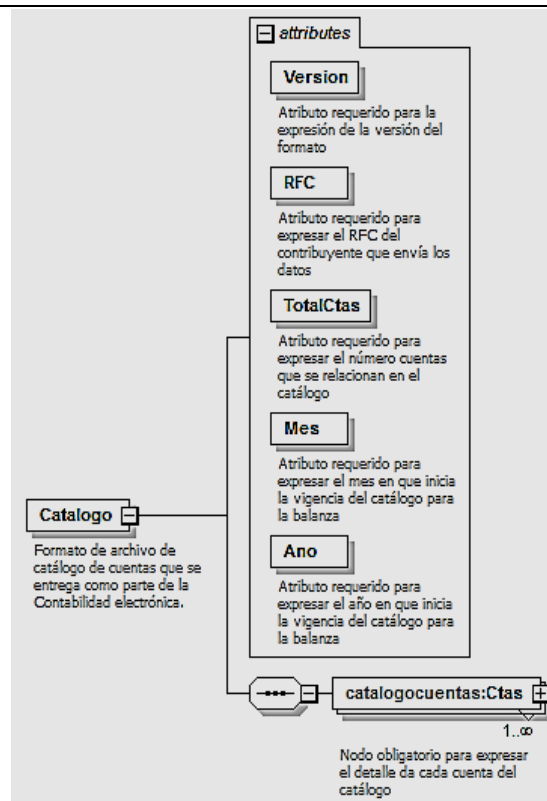 attributes
Version
Atributo requerido para la
expresión de la versión del
formato
RFC
Atributo requerido para
expresar el RFC del
contribuyente que envía los
datos
TotalCtas
Atributo requerido para
expresar el número cuentas
que se relacionan en el
catálogo
Mes
Atributo requerido para
expresar el mes en que inicia
la vigencia del catálogo para
la balanza
Catalogo
Formato de archivo de
catálogo de cuentas que se
entrega como parte de la
Contabilidad electrónica.
Ano
Atributo requerido para
expresar el año en que inicia
la vigencia del catálogo para
la balanza
catalogocuentas:Ctas
1..∞
Nodo obligatorio para expresar
el detalle da cada cuenta del
catálogo